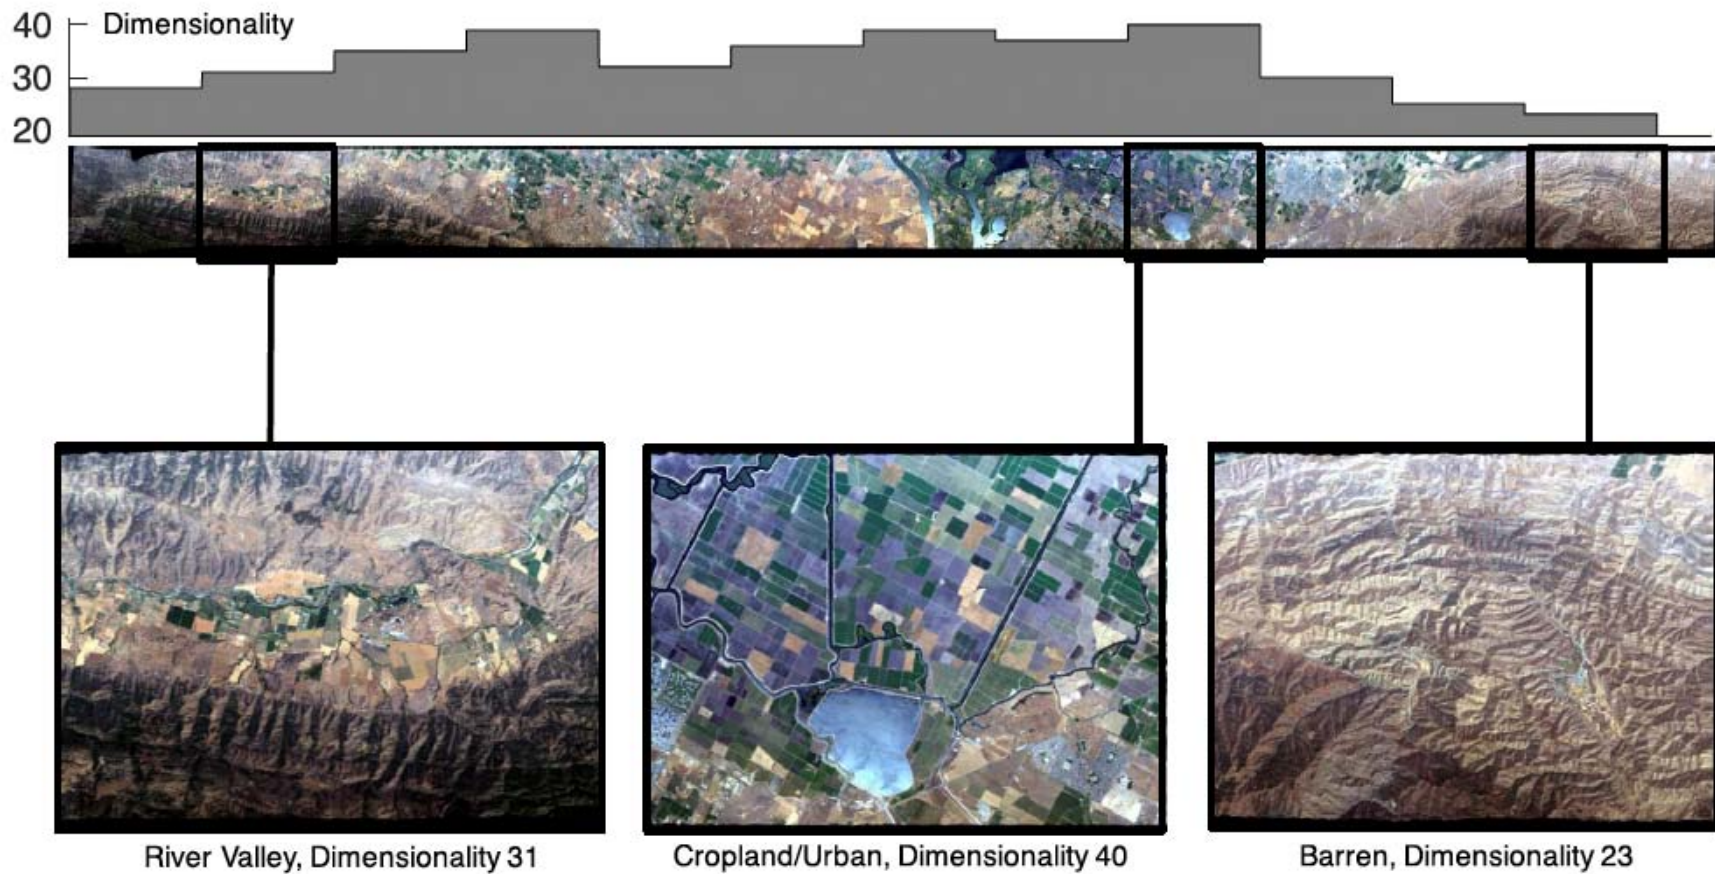 Dimensionality
40
30
20
River Valley, Dimensionality 31
Cropland/Urban, Dimensionality 40
Barren, Dimensionality 23